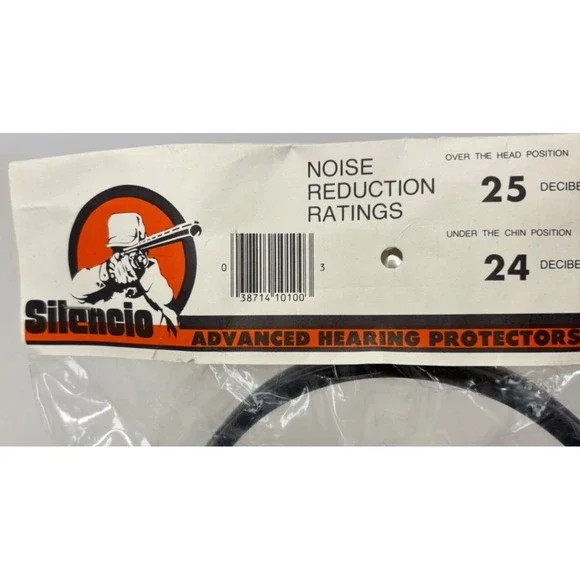 Silencio
NOISE
REDUCTION
RATINGS
OVER THE HEAD POSITION
25 DECIBE
UNDER THE CHIN POSITION
24 DECIBE
0 38714 10100 3
ADVANCED HEARING PROTECTORS